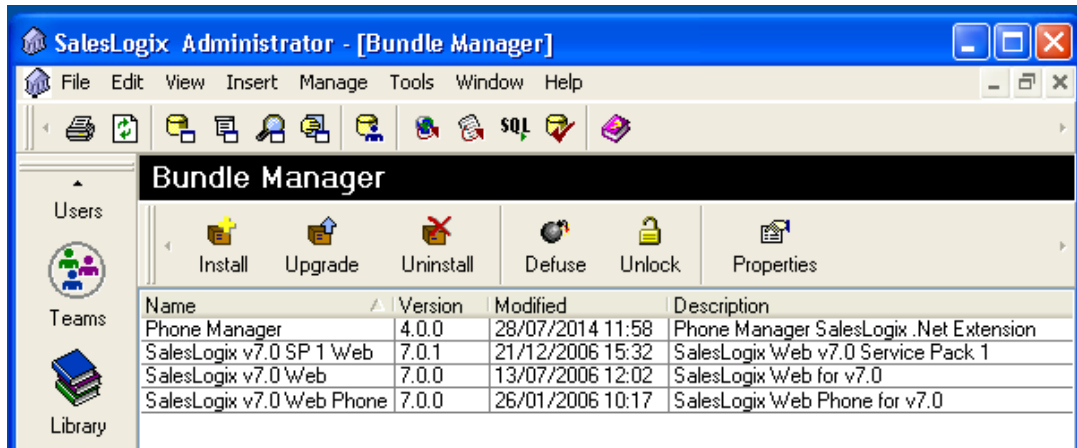 SalesLogix Administrator - [Bundle Manager]
File Edit View Insert Manage Tools Window Help
SQL
Bundle Manager
Users
Install Upgrade Uninstall Defuse Unlock Properties
Teams
Name Version Modified Description
Phone Manager 4.0.0 28/07/2014 11:58 Phone Manager SalesLogix .Net Extension
SalesLogix v7.0 SP 1 Web 7.0.1 21/12/2006 15:32 SalesLogix Web v7.0 Service Pack 1
SalesLogix v7.0 Web 7.0.0 13/07/2006 12:02 SalesLogix Web for v7.0
SalesLogix v7.0 Web Phone 7.0.0 26/01/2006 10:17 SalesLogix Web Phone for v7.0
Library